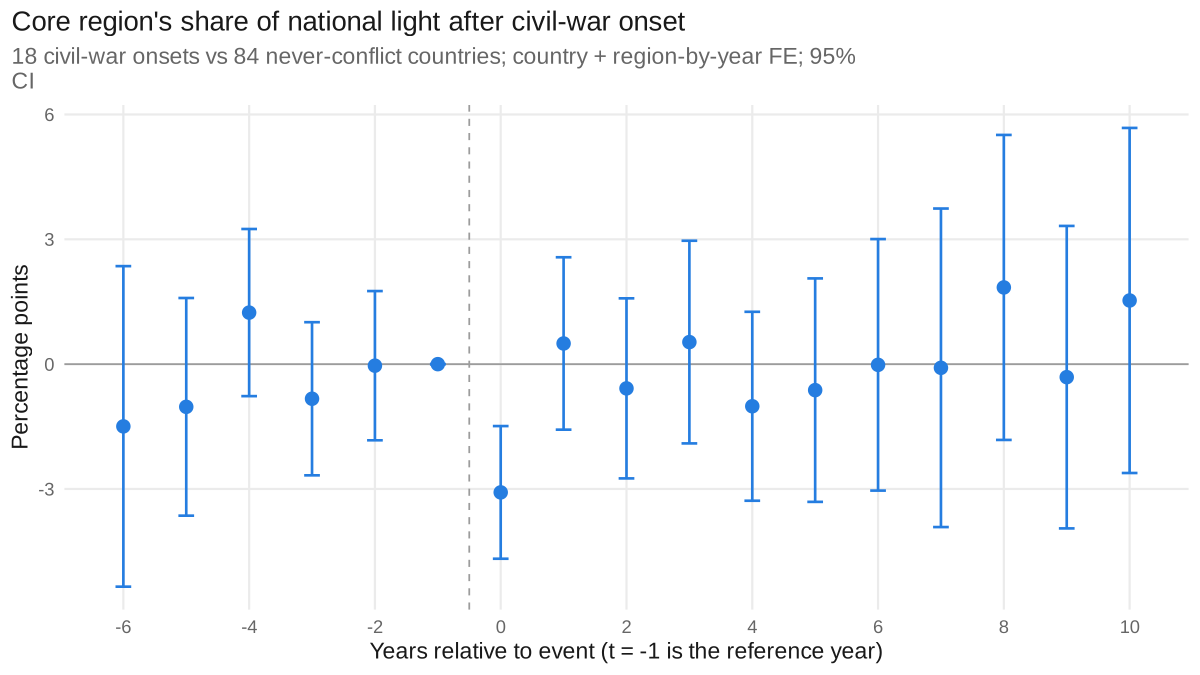 Core region's share of national light after civil-war onset
18 civil-war onsets vs 84 never-conflict countries; country + region-by-year FE; 95%
CI
6
3
0
-3
Percentage points
-6 -4 -2 0 2 4 6 8 10
Years relative to event (t = -1 is the reference year)